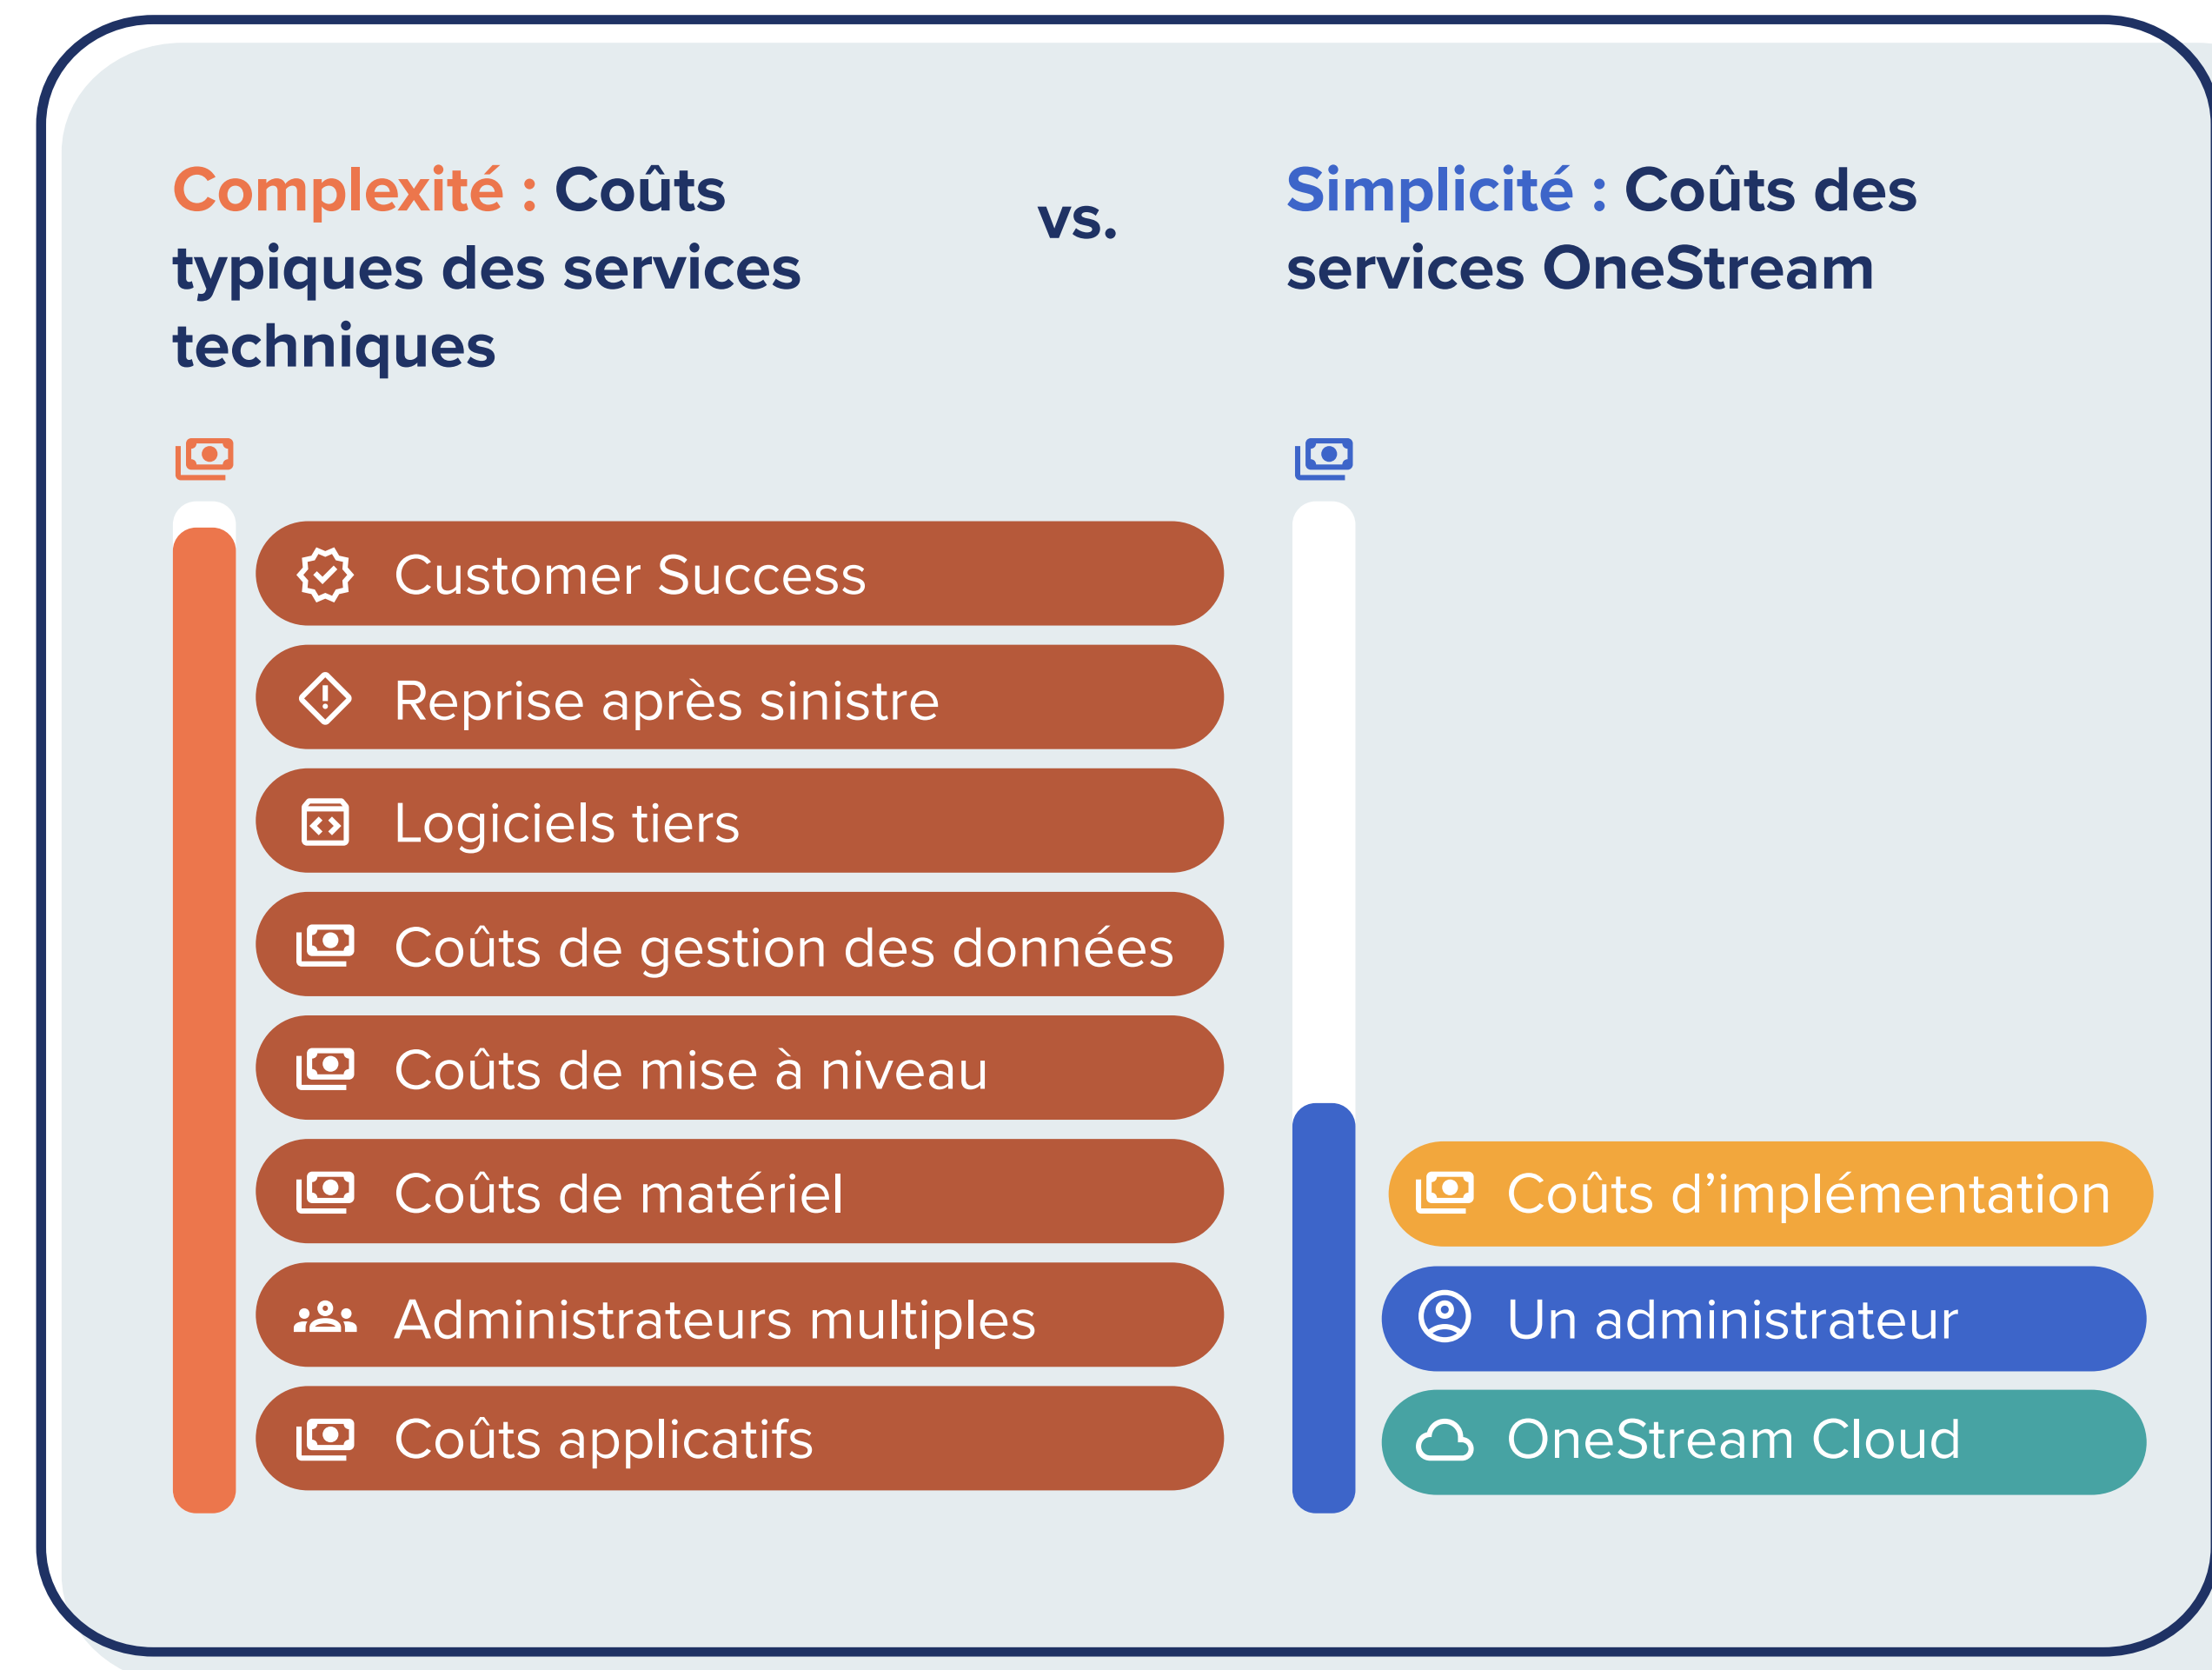 Complexité : Coûts
typiques des services
techniques
vs.
Simplicité : Coûts des
services OneStream
Customer Success
Reprise après sinistre
Logiciels tiers
Coûts de gestion des données
Coûts de mise à niveau
Coûts de matériel
Administrateurs multiples
Coûts applicatifs
Coûts d’implémentation
Un administrateur
OneStream Cloud